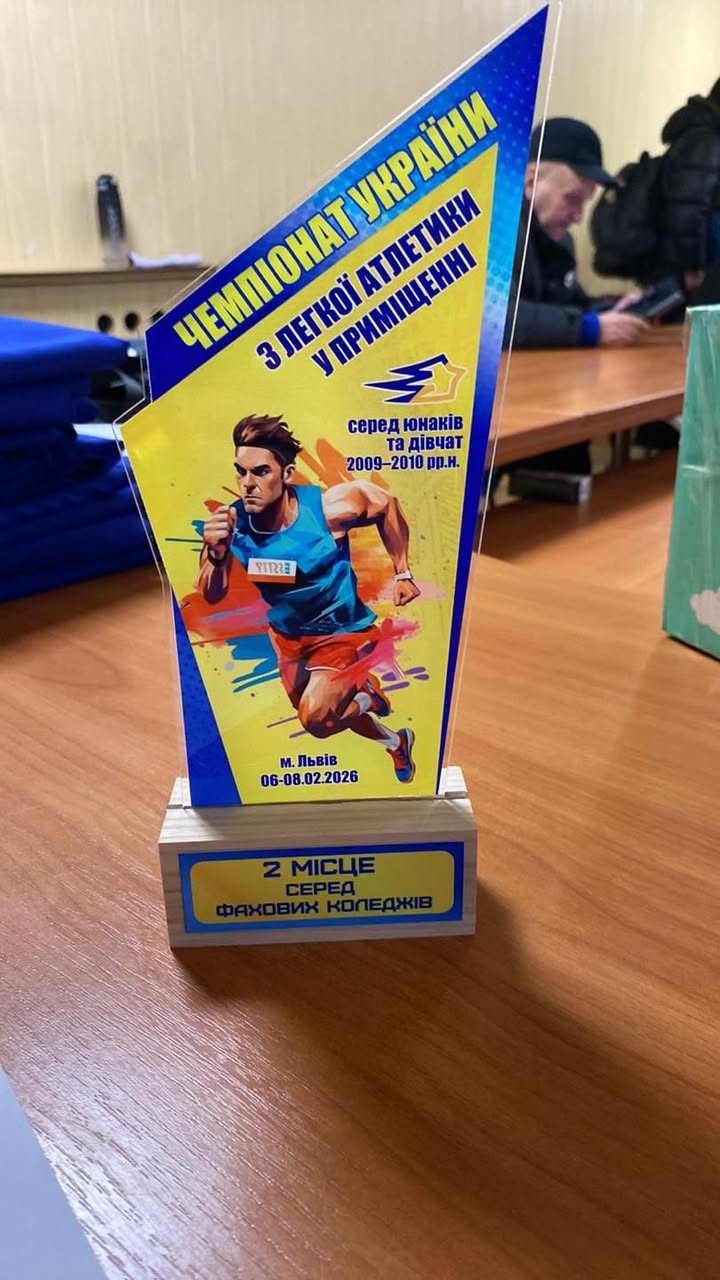 ЧЕМПІОНАТ УКРАЇНИ
З ЛЕГКОЇ АТЛЕТИКИ
У ПРИМІЩЕННІ
серед юнаків
та дівчат
2009–2010 рр.н.
м. Львів
06-08.02.2026
2 МІСЦЕ
СЕРЕД
ФАХОВИХ КОЛЕДЖІВ